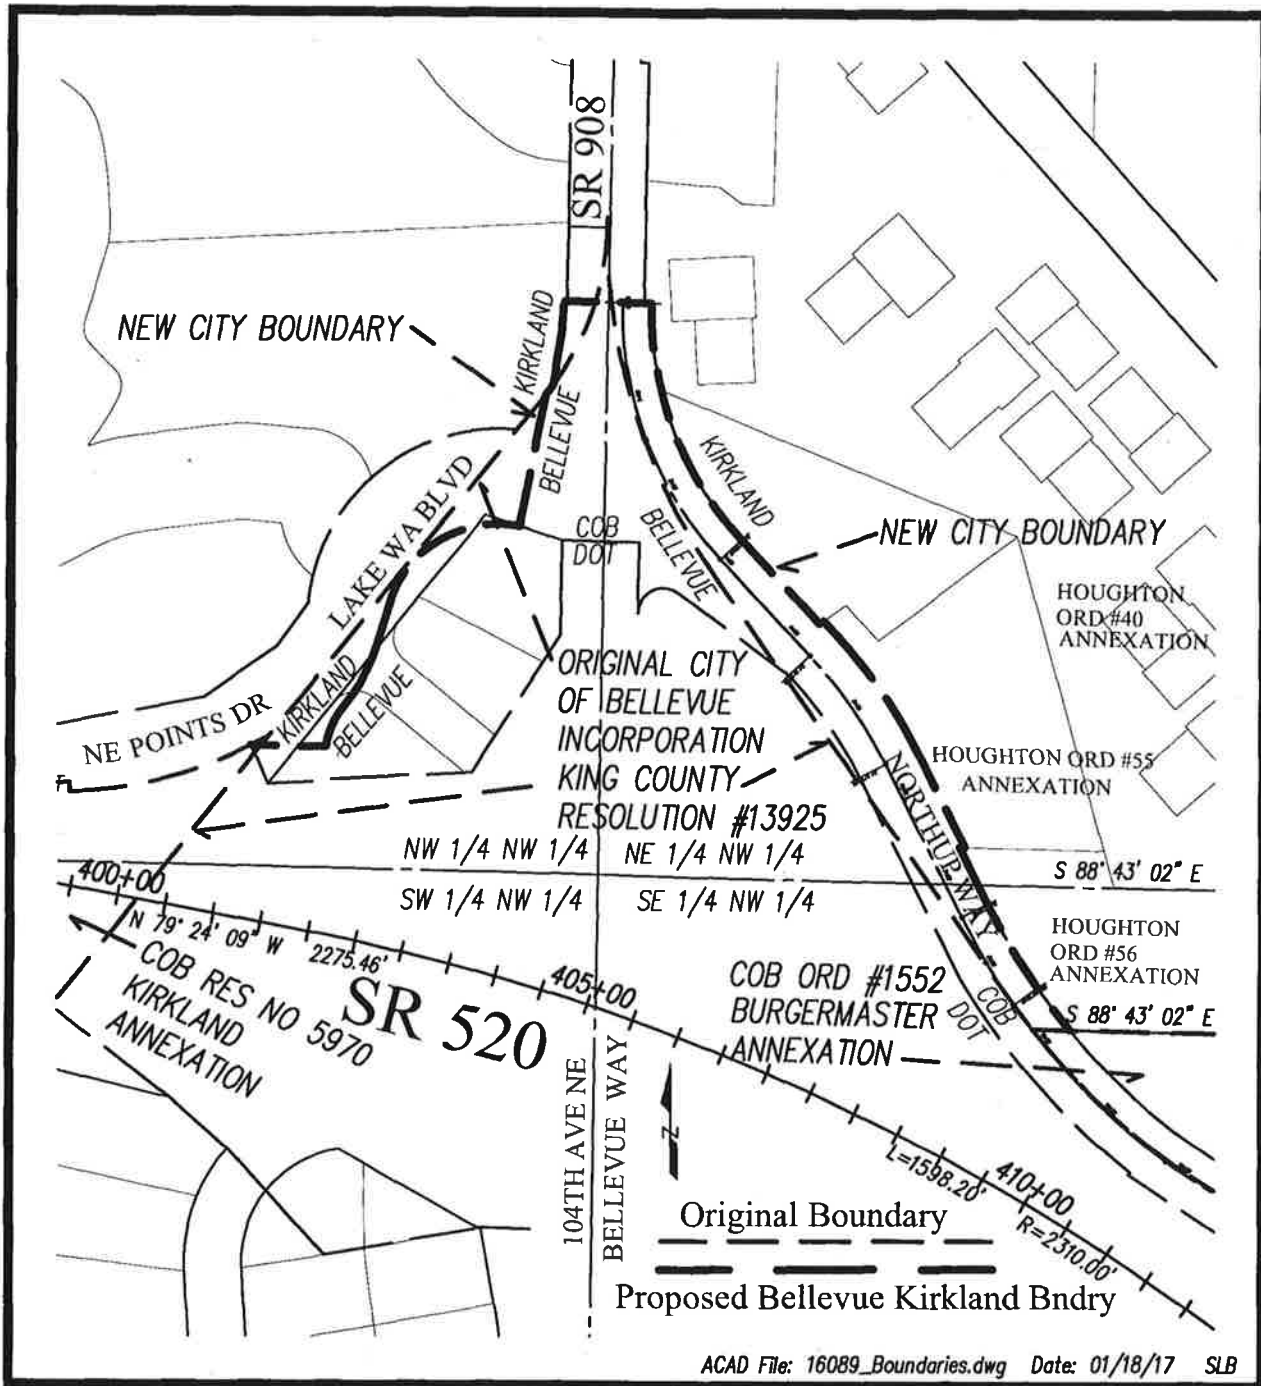 SR 908
NEW CITY BOUNDARY
KIRKLAND
BELLEVUE
KIRKLAND
BELLEVUE
LAKE WA BLVD
COB
DOT
NEW CITY BOUNDARY
HOUGHTON
ORD #40
ANNEXATION
KIRKLAND
BELLEVUE
NE POINTS DR
ORIGINAL CITY
OF BELLEVUE
INCORPORATION
KING COUNTY
RESOLUTION #13925
HOUGHTON ORD #55
ANNEXATION
NORTHUP WAY
NW 1/4 NW 1/4
NE 1/4 NW 1/4
S 88° 43' 02" E
SW 1/4 NW 1/4
SE 1/4 NW 1/4
400+00
N 79° 24' 09" W
2275.46'
405+00
HOUGHTON
ORD #56
ANNEXATION
S 88° 43' 02" E
COB RES NO 5970
KIRKLAND
ANNEXATION
SR 520
COB ORD #1552
BURGERMASTER
ANNEXATION
COB
DOT
104TH AVE NE
BELLEVUE WAY
N
L=1598.20'
410+00
R=2310.00'
Original Boundary
Proposed Bellevue Kirkland Bndry
ACAD File: 16089_Boundaries.dwg Date: 01/18/17 SLB